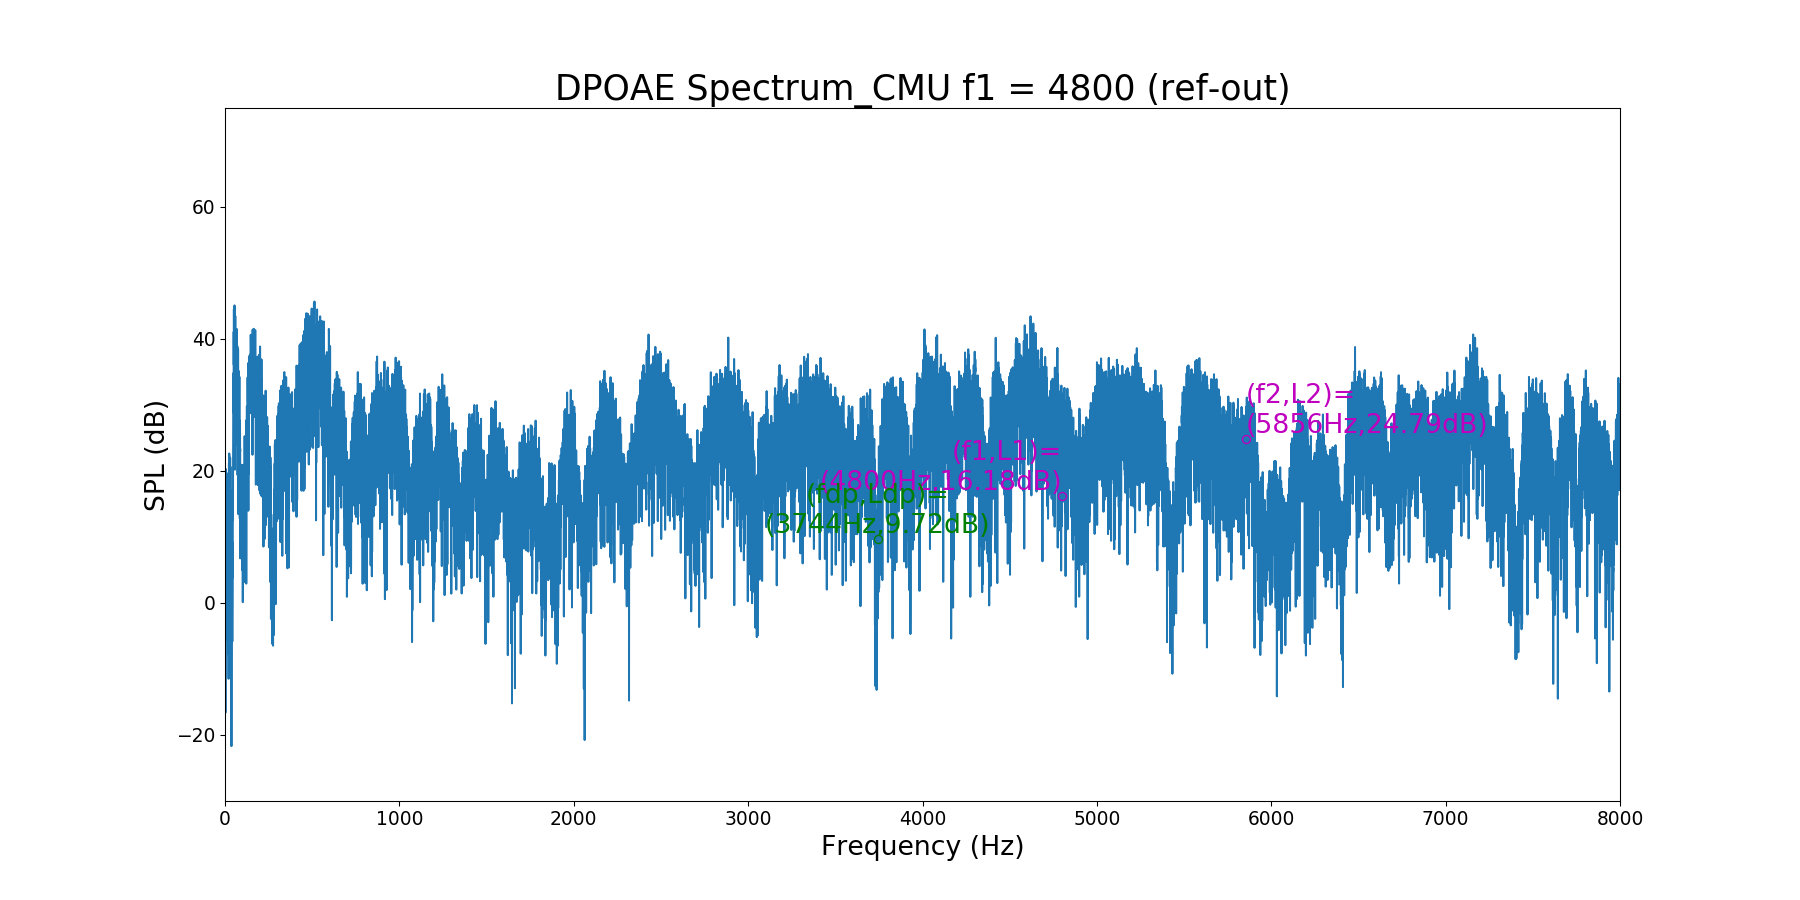 DPOAE Spectrum_CMU f1 = 4800 (ref-out)
SPL (dB)
60
40
20
0
−20
(f2,L2)=
(5856Hz,24.79dB)
(f1,L1)=
(4800Hz,16.18dB)
(fdp,Ldp)=
(3744Hz,9.72dB)
0
1000
2000
3000
4000
5000
6000
7000
8000
Frequency (Hz)